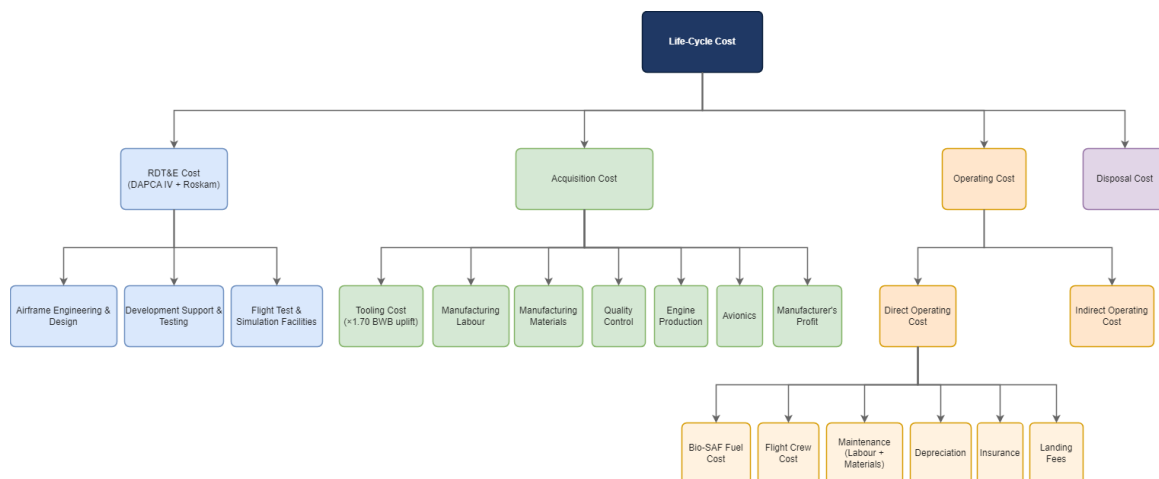 Life-Cycle Cost
RDT&E Cost
(DAPCA IV + Roskam)
Acquisition Cost
Operating Cost
Disposal Cost
Airframe Engineering &
Design
Development Support &
Testing
Flight Test &
Simulation Facilities
Tooling Cost
(×1.70 BWB uplift)
Manufacturing
Labour
Manufacturing
Materials
Quality
Control
Engine
Production
Avionics
Manufacturer's
Profit
Direct Operating
Cost
Indirect Operating
Cost
Bio-SAF Fuel
Cost
Flight Crew
Cost
Maintenance
(Labour +
Materials)
Depreciation
Insurance
Landing
Fees